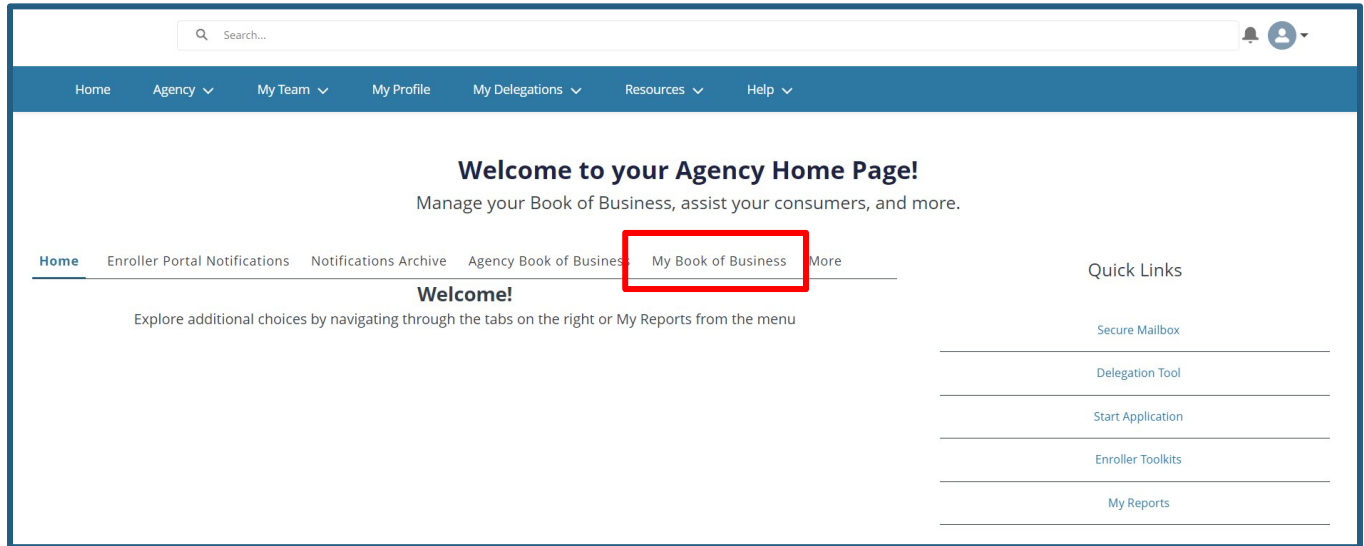 Search...
Home Agency My Team My Profile My Delegations Resources Help
Welcome to your Agency Home Page!
Manage your Book of Business, assist your consumers, and more.
Home Enroller Portal Notifications Notifications Archive Agency Book of Business My Book of Business More
Welcome!
Explore additional choices by navigating through the tabs on the right or My Reports from the menu
Quick Links
Secure Mailbox
Delegation Tool
Start Application
Enroller Toolkits
My Reports